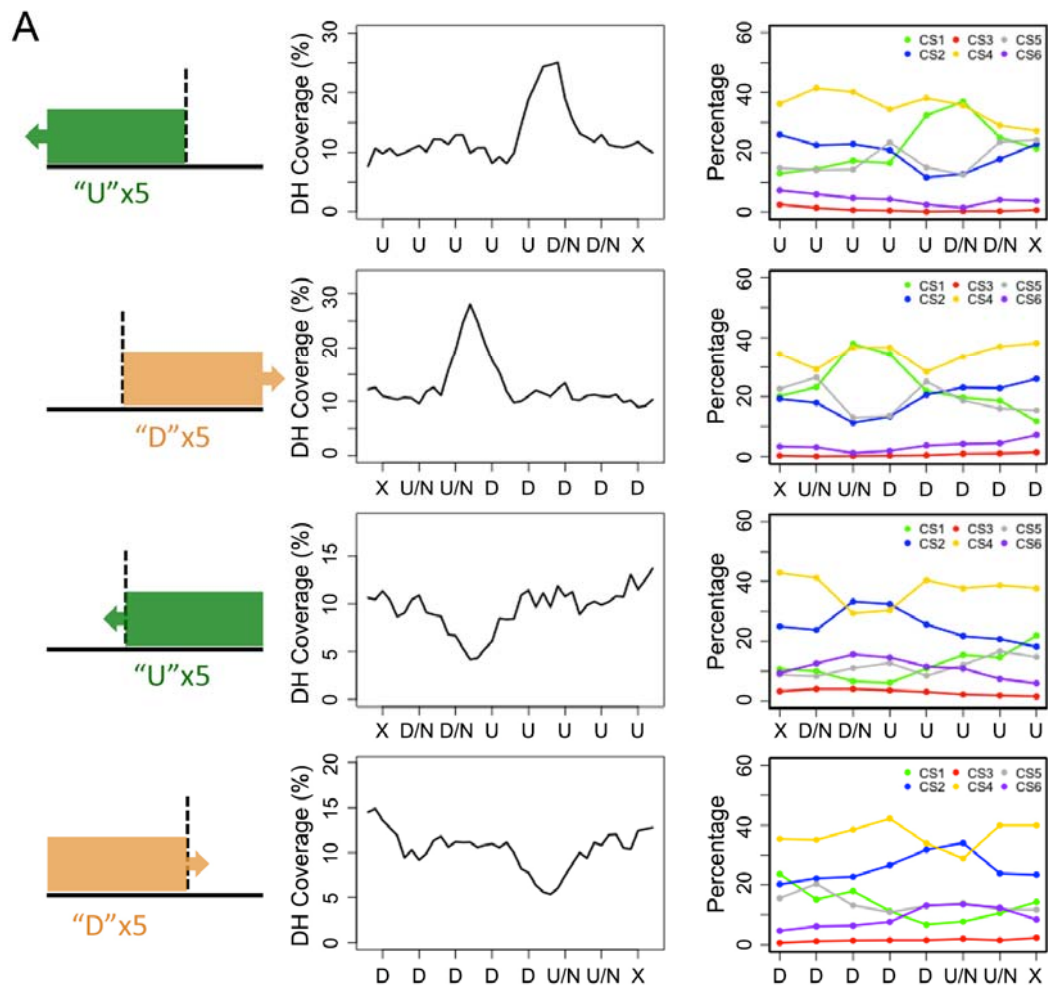 A
"U"x5
DH Coverage (%)
30
20
10
0
U U U U U D/N D/N X
Percentage
60
40
20
0
CS1 CS3 CS5
CS2 CS4 CS6
U U U U U D/N D/N X
"D"x5
DH Coverage (%)
30
20
10
0
X U/N U/N D D D D D
Percentage
60
40
20
0
CS1 CS3 CS5
CS2 CS4 CS6
X U/N U/N D D D D D
"U"x5
DH Coverage (%)
15
10
5
0
X D/N D/N U U U U U
Percentage
60
40
20
0
CS1 CS3 CS5
CS2 CS4 CS6
X D/N D/N U U U U U
"D"x5
DH Coverage (%)
20
15
10
5
0
D D D D D U/N U/N X
Percentage
60
40
20
0
CS1 CS3 CS5
CS2 CS4 CS6
D D D D D U/N U/N X